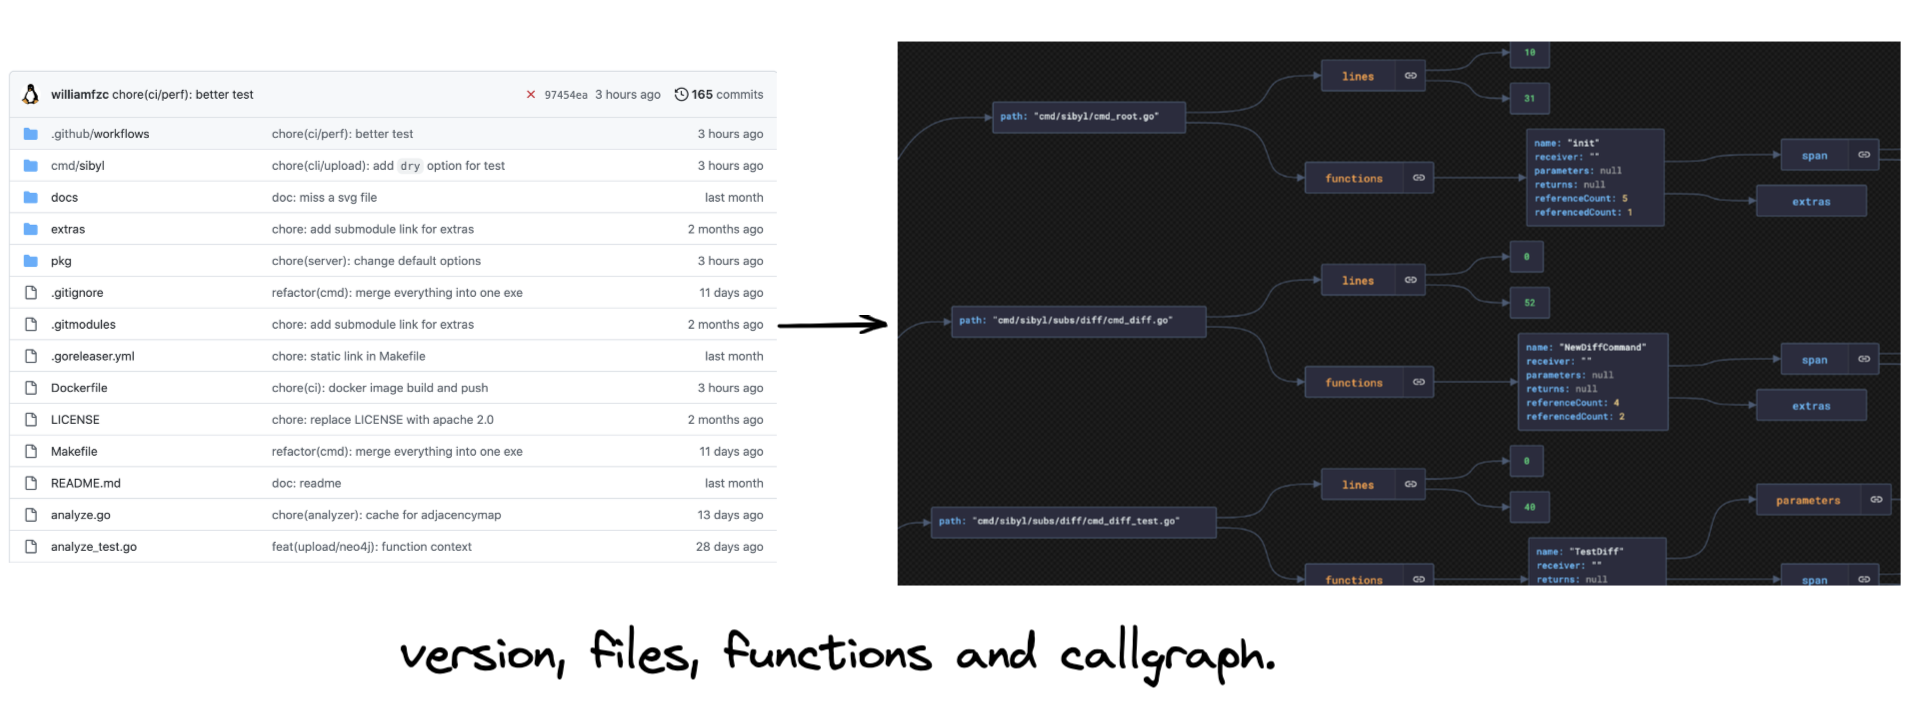 williamfzc chore(ci/perf): better test 97454ea 3 hours ago 165 commits
.github/workflows chore(ci/perf): better test 3 hours ago
cmd/sibyl chore(cli/upload): add dry option for test 3 hours ago
docs doc: miss a svg file last month
extras chore: add submodule link for extras 2 months ago
pkg chore(server): change default options 3 hours ago
.gitignore refactor(cmd): merge everything into one exe 11 days ago
.gitmodules chore: add submodule link for extras 2 months ago
.goreleaser.yml chore: static link in Makefile last month
Dockerfile chore(ci): docker image build and push 3 hours ago
LICENSE chore: replace LICENSE with apache 2.0 2 months ago
Makefile refactor(cmd): merge everything into one exe 11 days ago
README.md doc: readme last month
analyze.go chore(analyzer): cache for adjacencymap 13 days ago
analyze_test.go feat(upload/neo4j): function context 28 days ago
path: "cmd/sibyl/cmd_root.go"
lines
10
31
functions
name: "init"
receiver: ""
parameters: null
returns: null
referenceCount: 5
referencedCount: 1
span
extras
path: "cmd/sibyl/subs/diff/cmd_diff.go"
lines
0
52
functions
name: "NewDiffCommand"
receiver: ""
parameters: null
returns: null
referenceCount: 4
referencedCount: 2
span
extras
path: "cmd/sibyl/subs/diff/cmd_diff_test.go"
lines
0
40
functions
name: "TestDiff"
receiver: ""
returns: null
parameters
span
version, files, functions and callgraph.